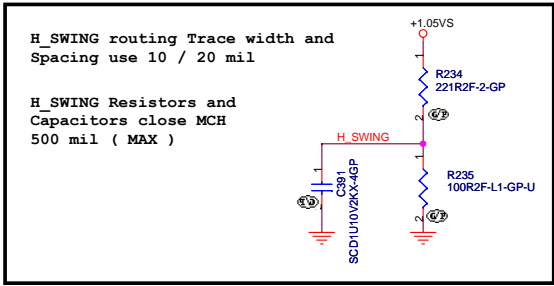 H_SWING routing Trace width and
Spacing use 10 / 20 mil
H_SWING Resistors and
Capacitors close MCH
500 mil ( MAX )
+1.05VS
1
R234
221R2F-2-GP
2
G/P
H_SWING
1
C391
SCD1U10V2KX-4GP
1
R235
100R2F-L1-GP-U
2
G/P